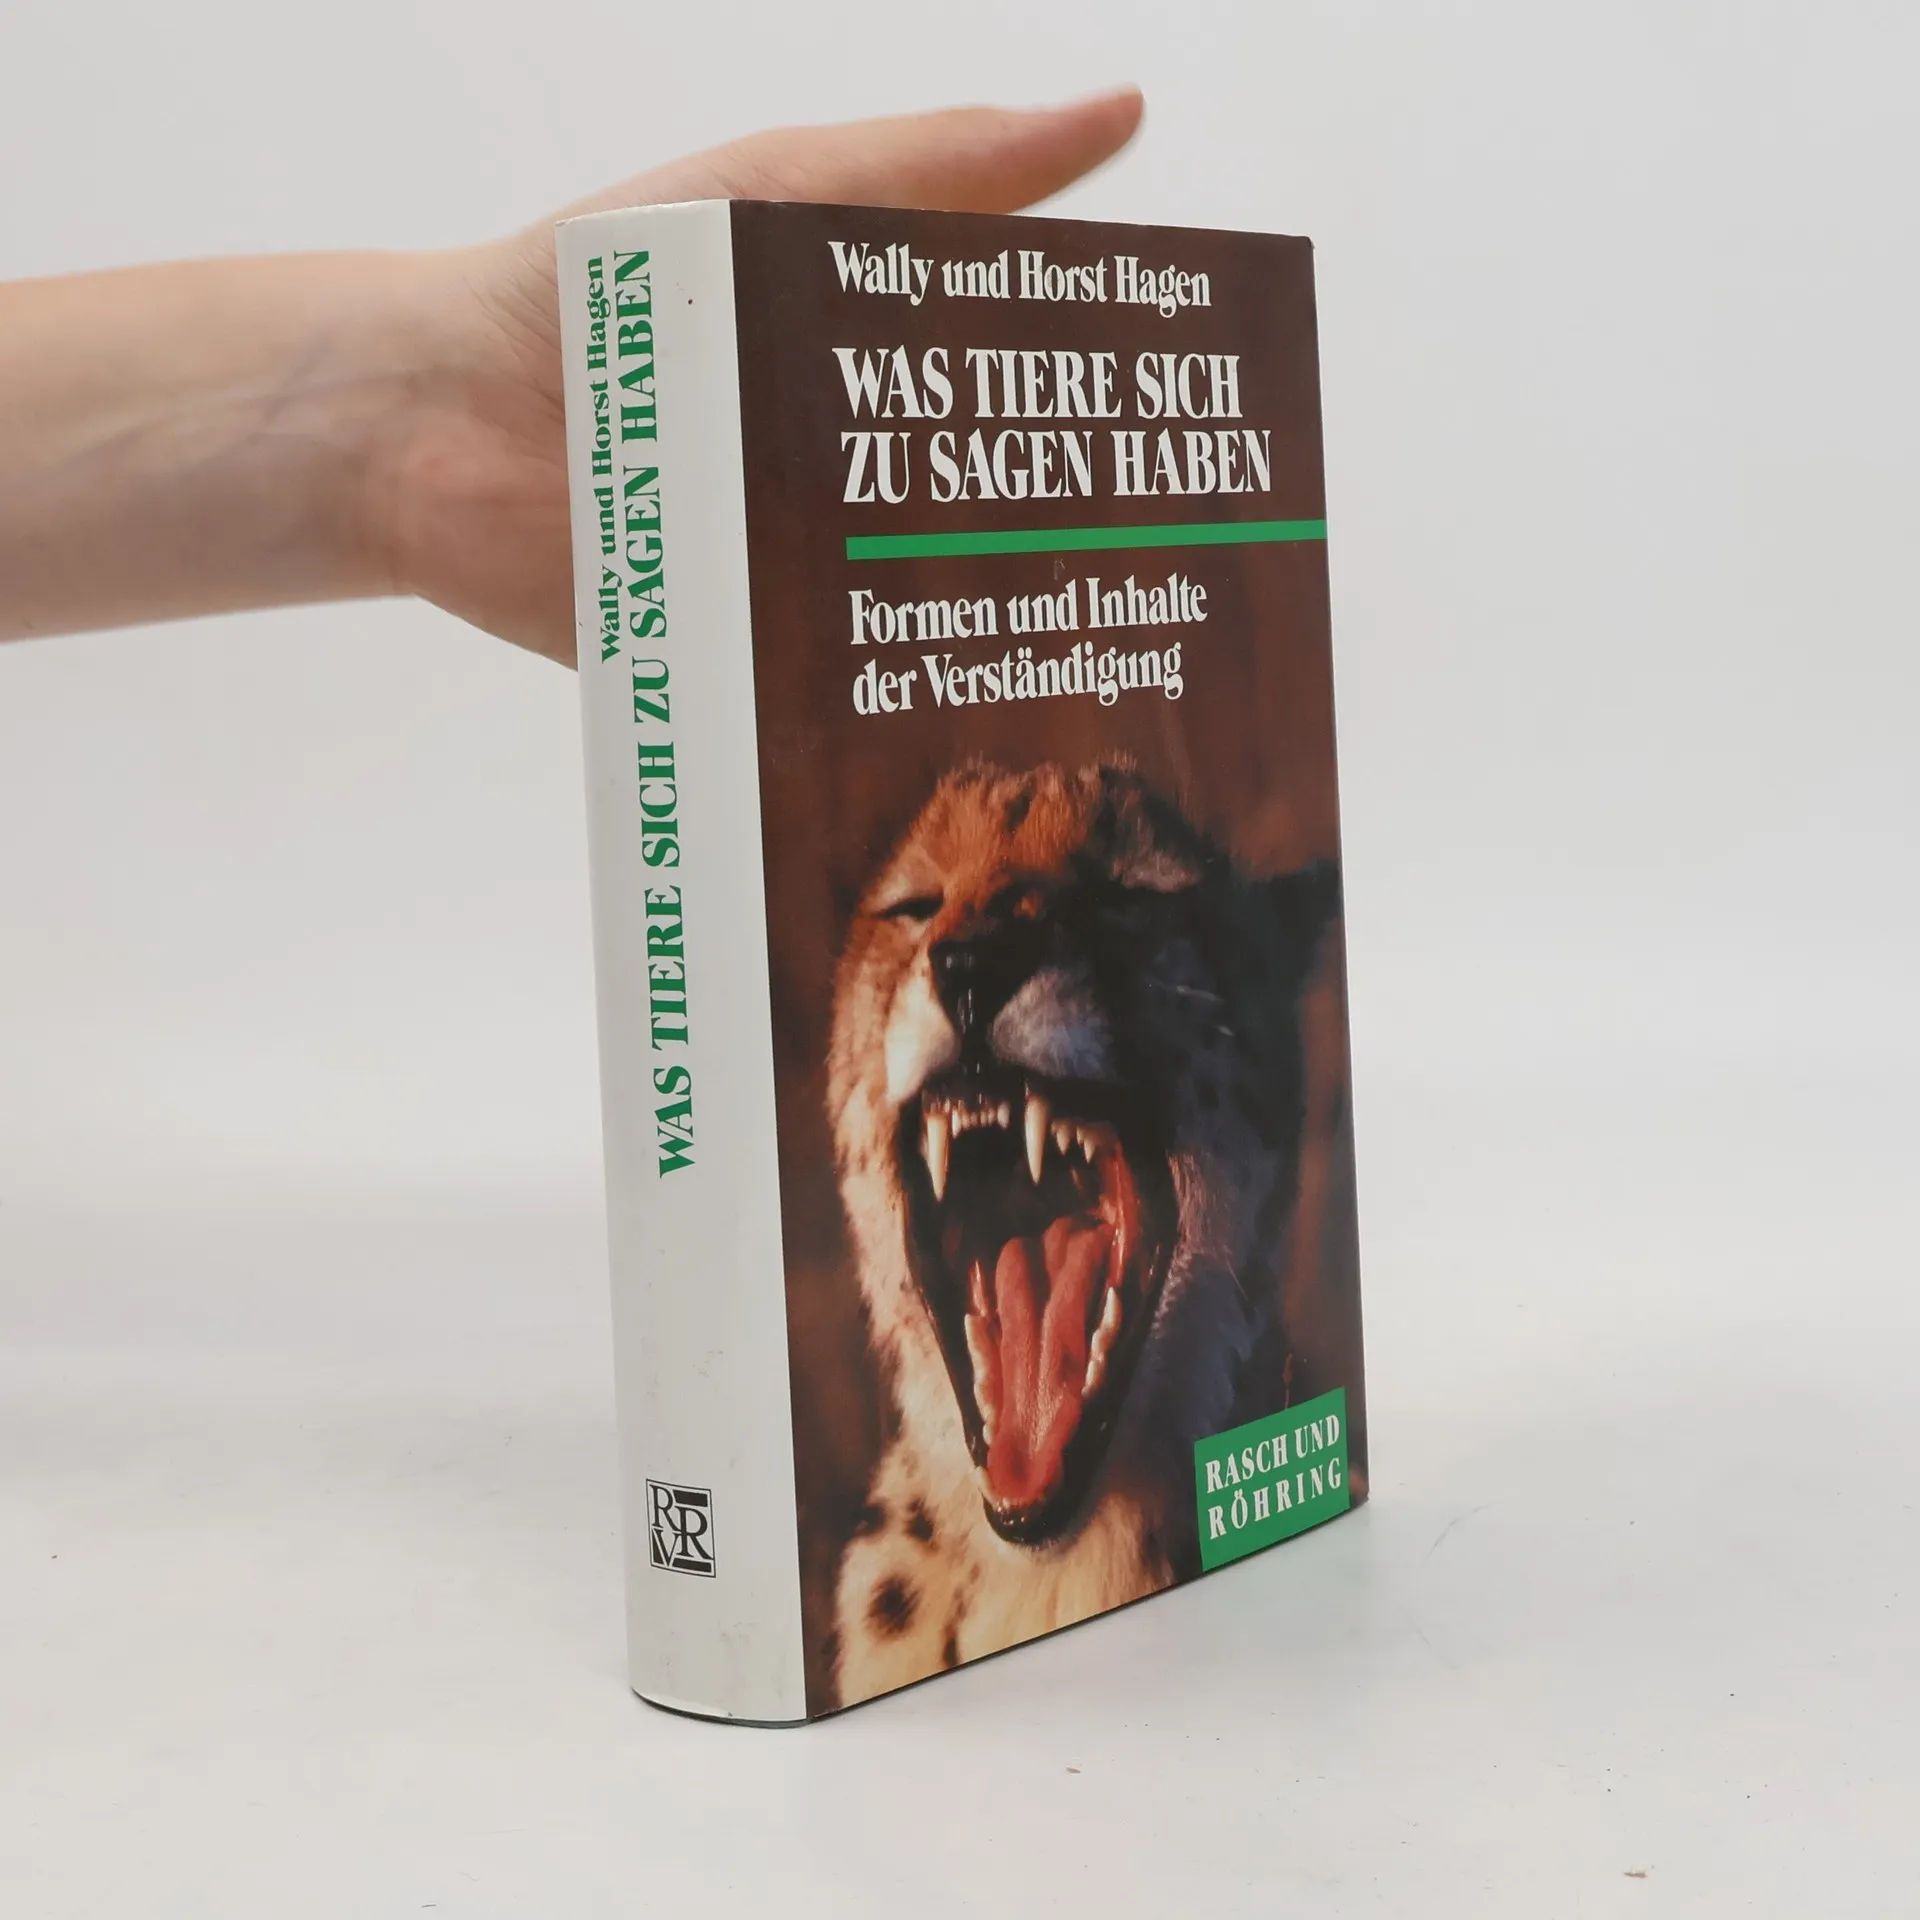 Wally und Horst Hagen
WAS TIERE SICH ZU SAGEN HABEN
RVR
Wally und Horst Hagen
WAS TIERE SICH
ZU SAGEN HABEN
Formen und Inhalte
der Verständigung
RASCH UND
RÖHRING